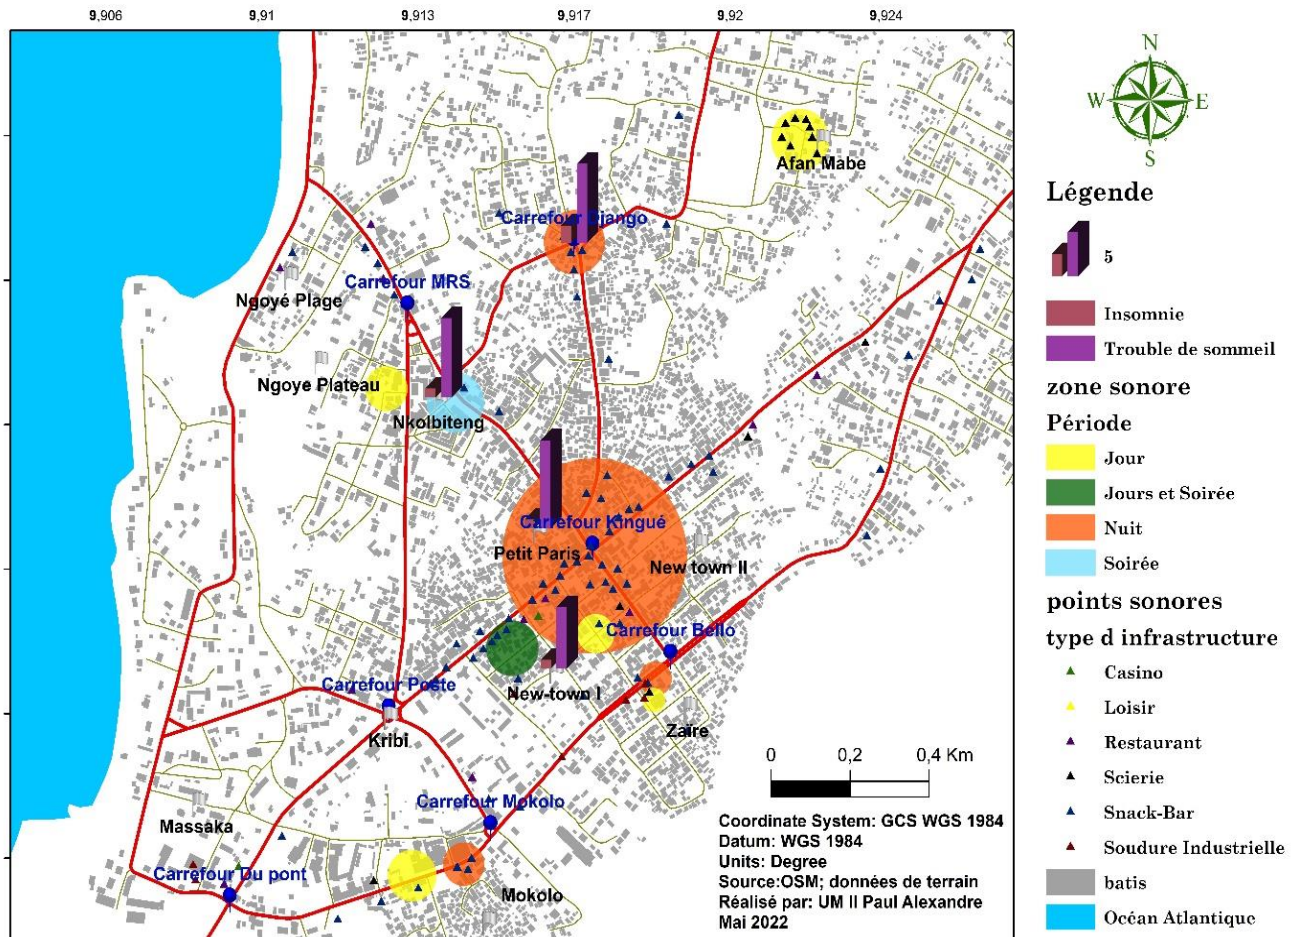 9,906 9,91 9,913 9,917 9,92 9,924
Afan Mabe
Carrefour Django
Carrefour MRS
Ngoyé Plage
Ngoye Plateau
Nkolbiteng
Carrefour Kingué
Petit Paris
New town II
Carrefour Bello
Carrefour Poste
New-town I
Kribi
Zaïre
0 0,2 0,4 Km
Carrefour Mokolo
Massaka
Carrefour Du pont
Mokolo
Coordinate System: GCS WGS 1984
Datum: WGS 1984
Units: Degree
Source:OSM; données de terrain
Réalisé par: UM II Paul Alexandre
Mai 2022
N
W E
S
Légende
5
Insomnie
Trouble de sommeil
zone sonore
Période
Jour
Jours et Soirée
Nuit
Soirée
points sonores
type d infrastructure
Casino
Loisir
Restaurant
Scierie
Snack-Bar
Soudure Industrielle
batis
Océan Atlantique